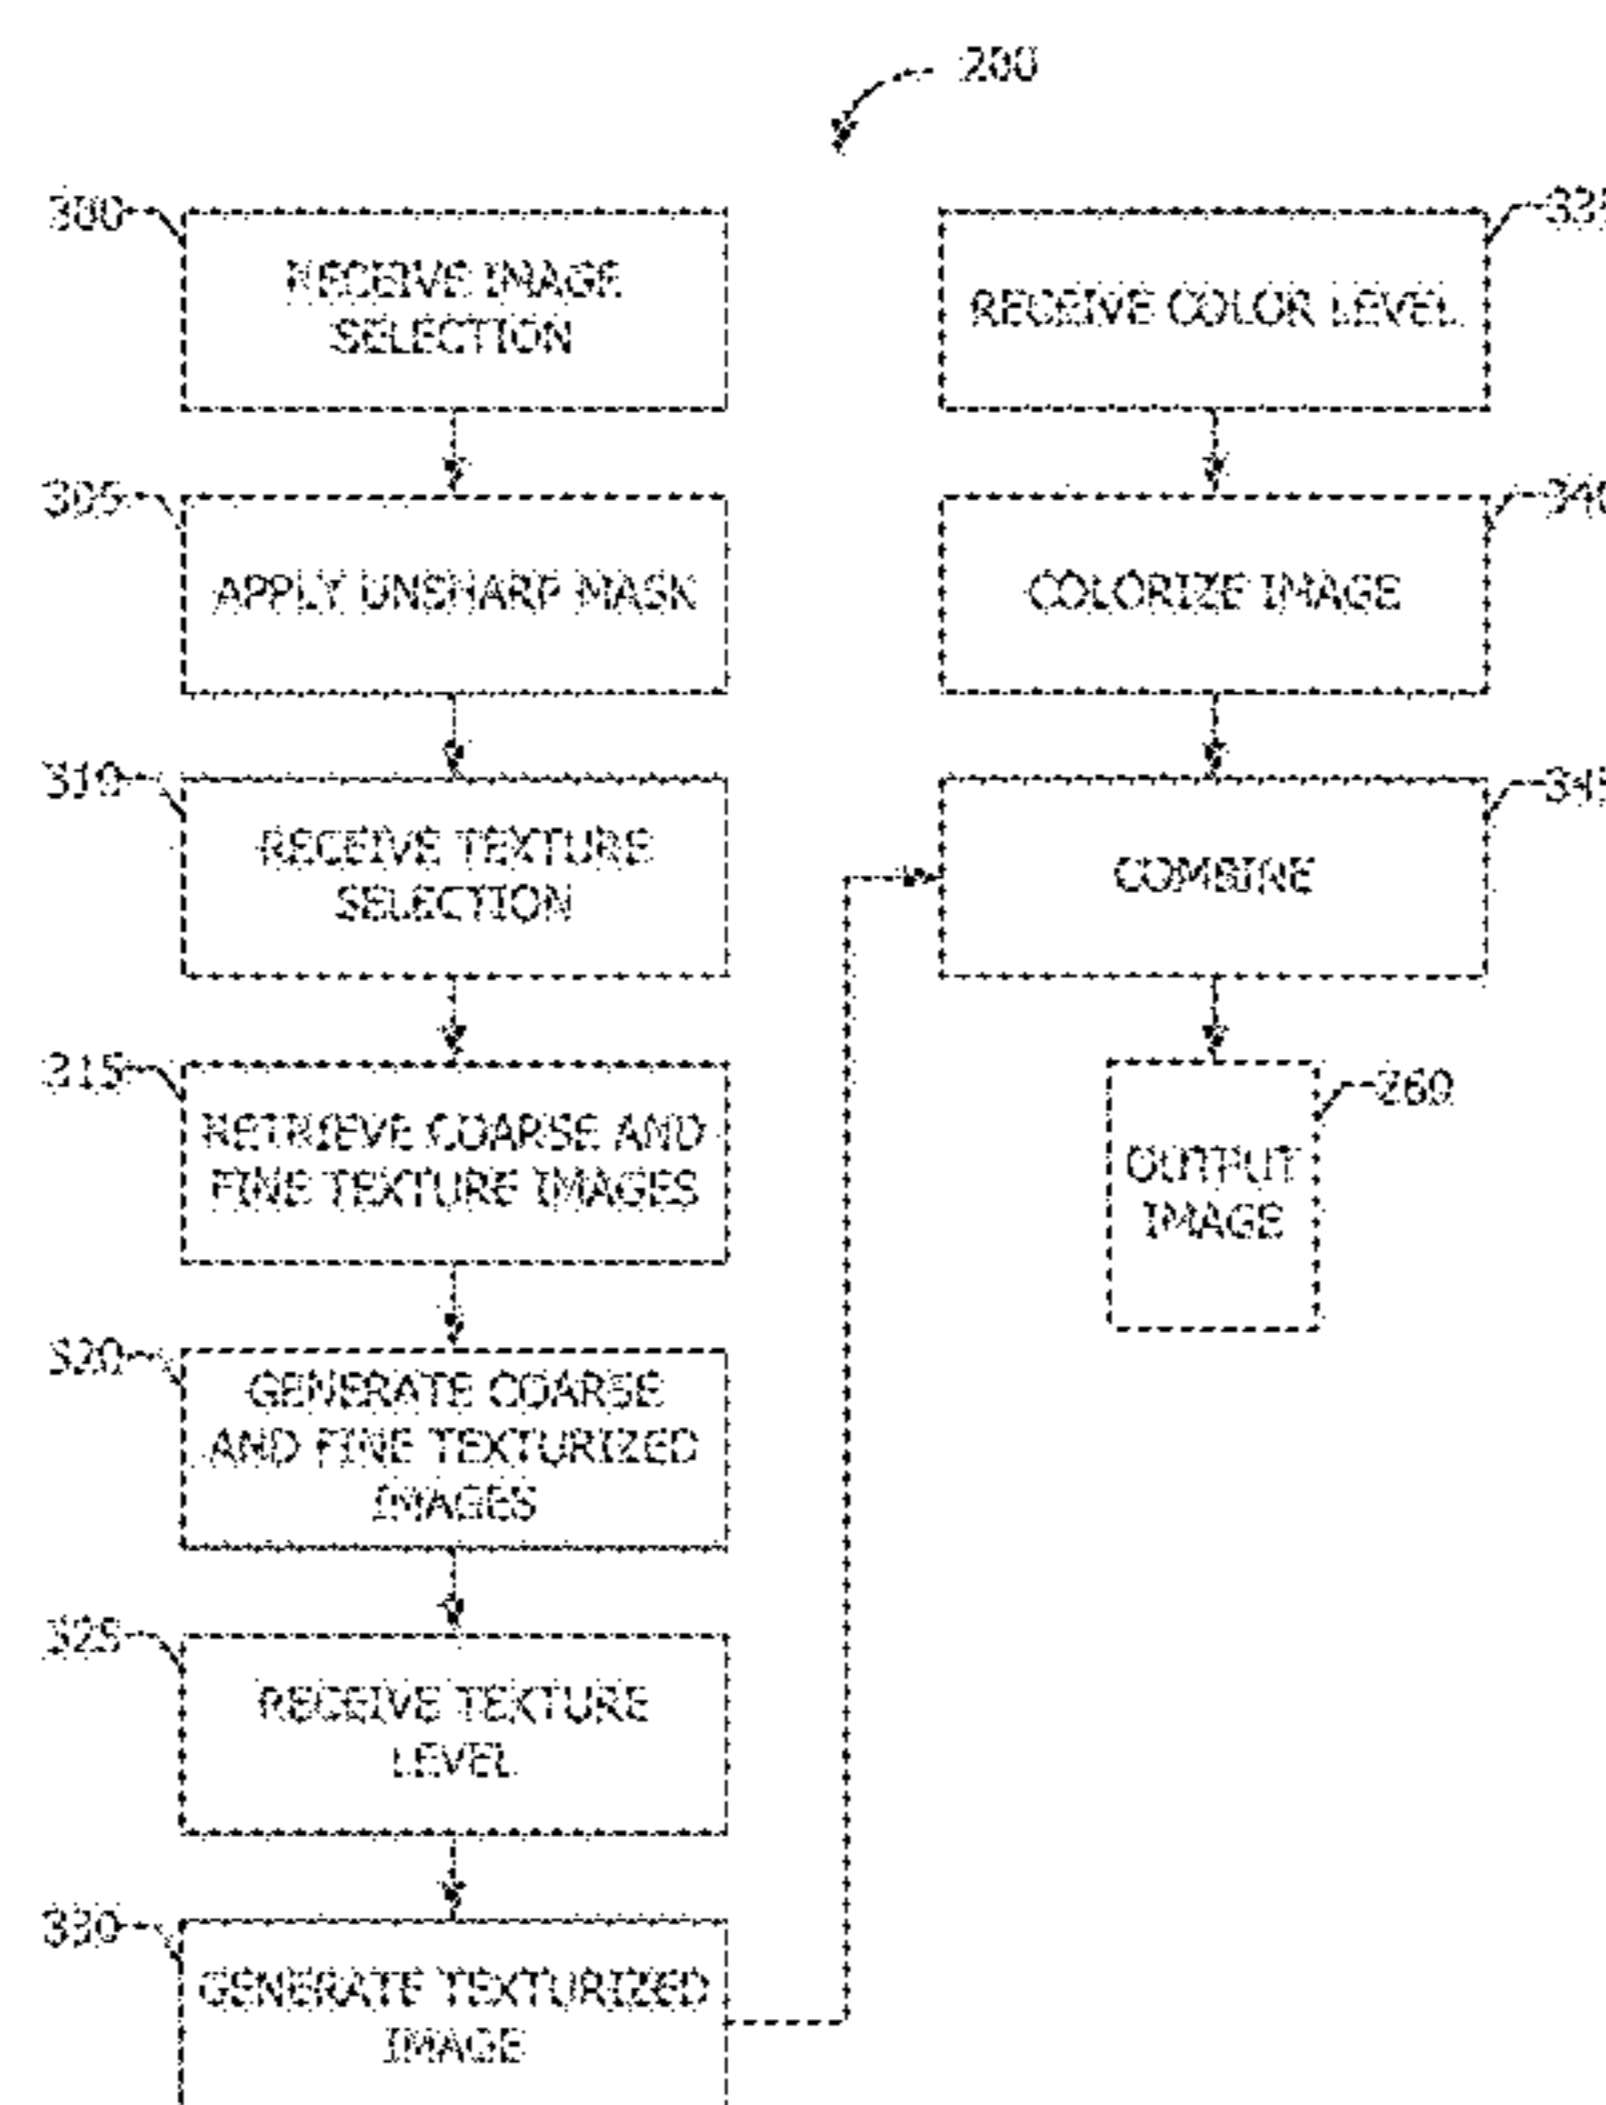 200
300
RECEIVE IMAGE
SELECTION
305
APPLY UNSHARP MASK
310
RECEIVE TEXTURE
SELECTION
315
RETRIEVE COARSE AND
FINE TEXTURE IMAGES
320
GENERATE COARSE
AND FINE TEXTURIZED
IMAGES
325
RECEIVE TEXTURE
LEVEL
330
GENERATE TEXTURIZED
IMAGE
RECEIVE COLOR LEVEL
340
COLORIZE IMAGE
COMBINE
260
OUTPUT
IMAGE